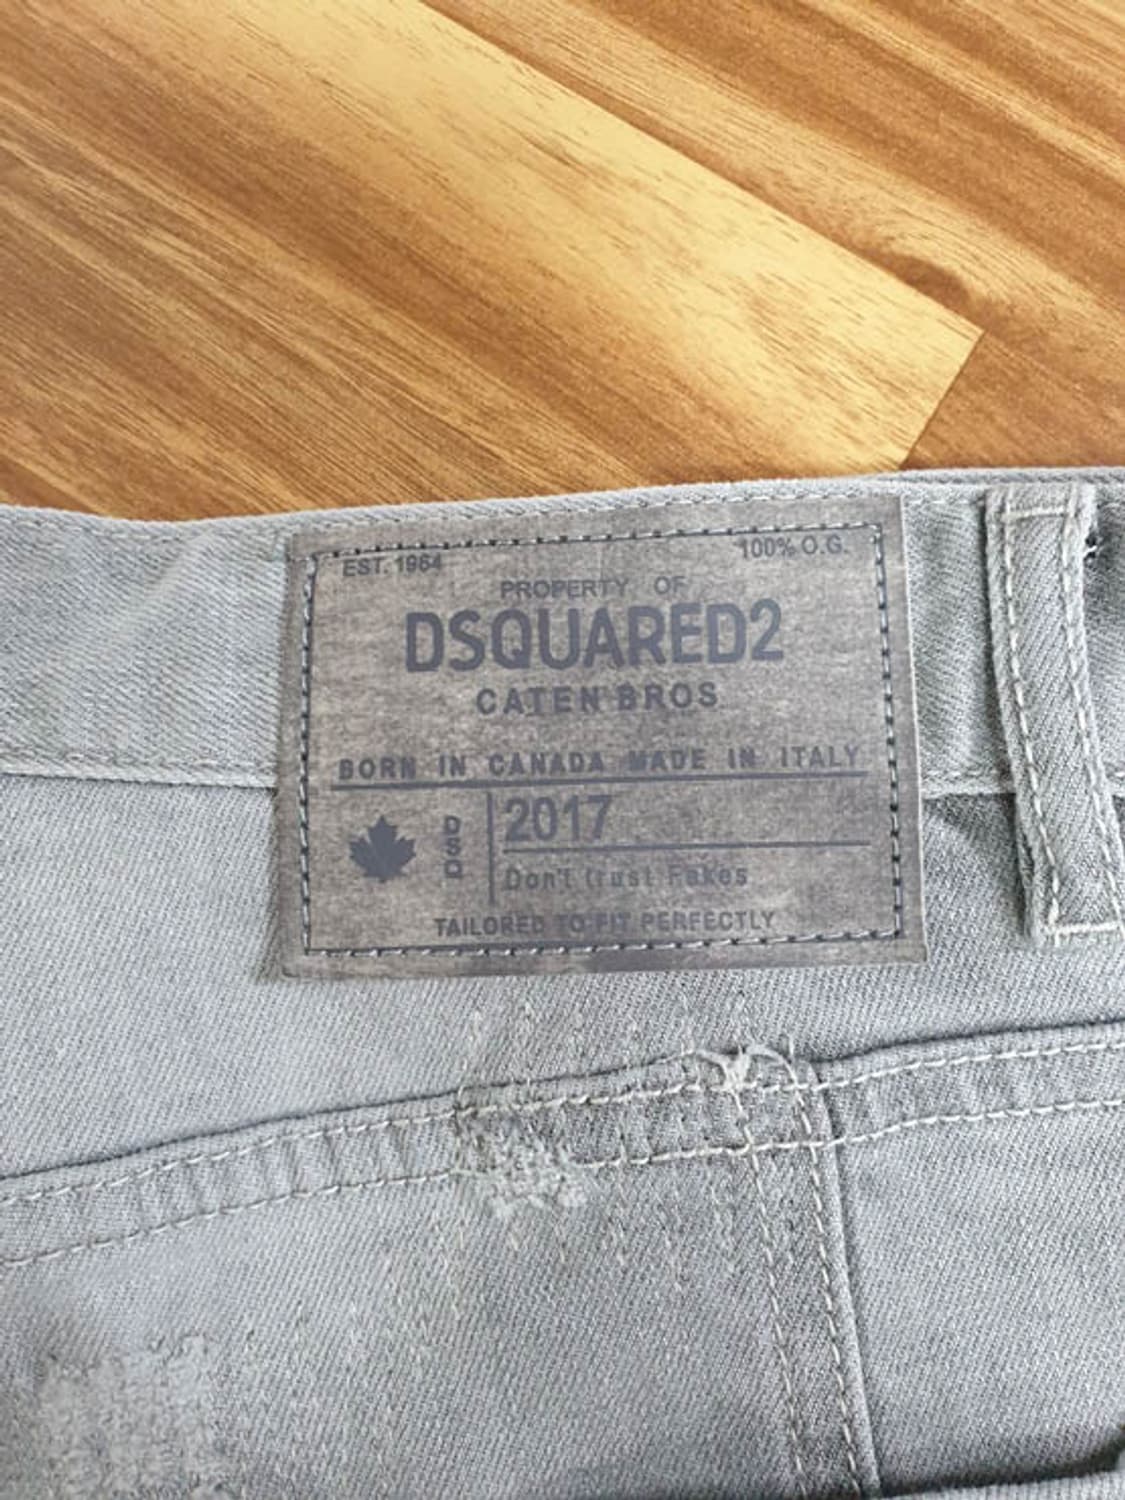 EST. 1964
100% O.G.
PROPERTY OF
DSQUARED2
CATEN BROS
BORN IN CANADA MADE IN ITALY
DSQ
2017
Don't trust Fakes
TAILORED TO FIT PERFECTLY